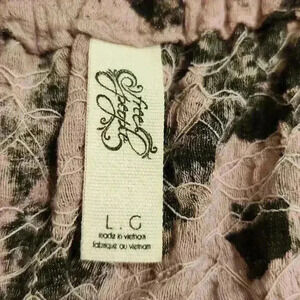 free
people
L.G
made in vietnam
fabriqué au vietnam